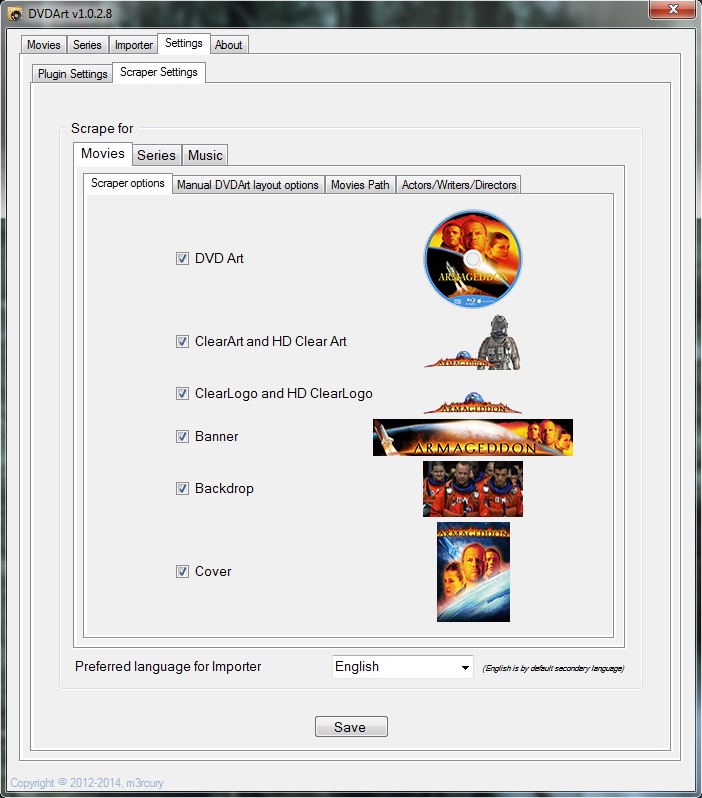 DVDArt v1.0.2.8
Movies Series Importer Settings About
Plugin Settings Scraper Settings
Scrape for
Movies Series Music
Scraper options Manual DVDArt layout options Movies Path Actors/Writers/Directors
DVD Art
ARMAGEDDON
ClearArt and HD Clear Art
ARMAGEDDON
ClearLogo and HD ClearLogo
ARMAGEDDON
Banner
ARMAGEDDON
Backdrop
ARMAGEDDON
Cover
Preferred language for Importer English (English is by default secondary language)
Save
Copyright © 2012-2014, m3rcury